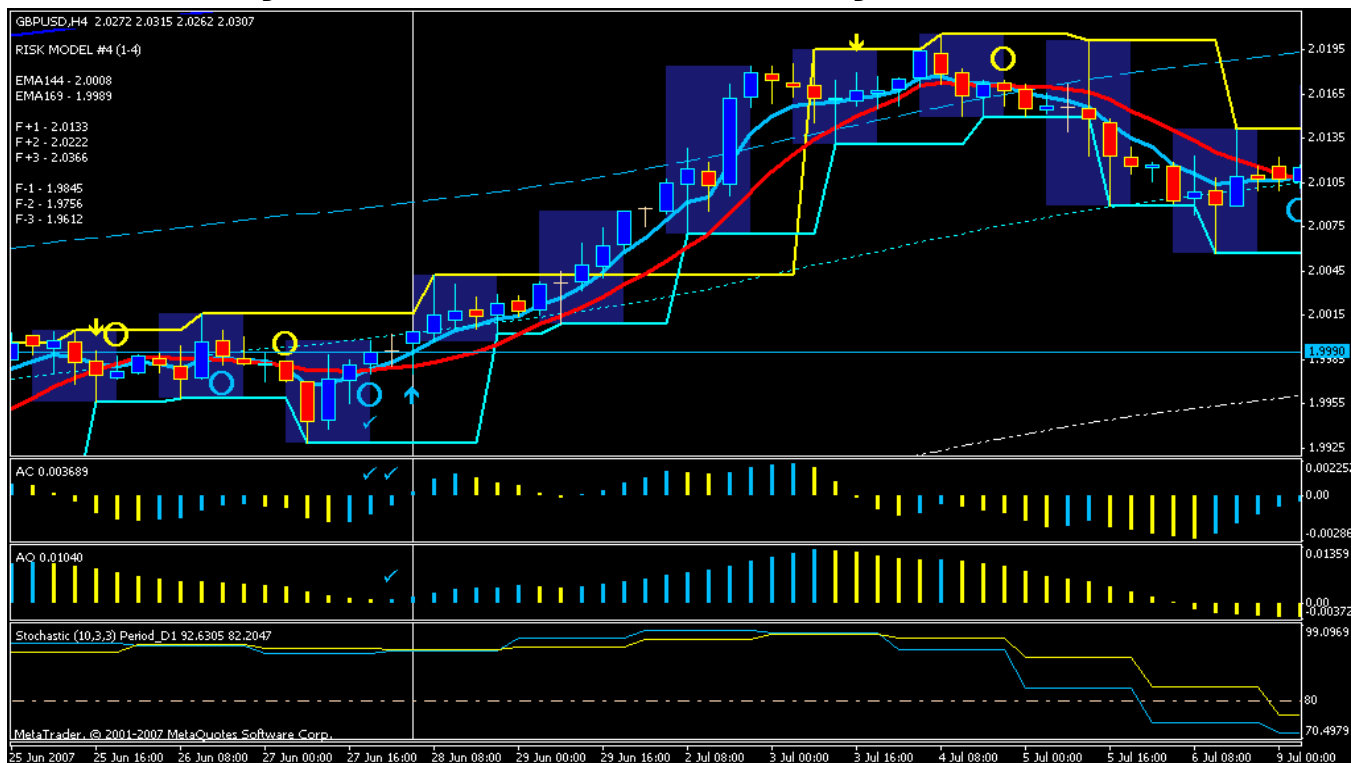 GBPUSD,H4 2.0272 2.0315 2.0262 2.0307
RISK MODEL #4 (1-4)
EMA144 - 2.0008
EMA169 - 1.9989
F+1 - 2.0133
F+2 - 2.0222
F+3 - 2.0366
F-1 - 1.9845
F-2 - 1.9756
F-3 - 1.9612
2.0195
2.0165
2.0135
2.0105
2.0075
2.0045
2.0015
1.9990
1.9985
1.9955
1.9925
AC 0.003689
0.002252
0.00
-0.00286
AO 0.01040
0.01359
0.00
-0.00372
Stochastic (10,3,3) Period_D1 92.6305 82.2047
99.0969
80
70.4979
MetaTrader. © 2001-2007 MetaQuotes Software Corp.
25 Jun 2007 25 Jun 16:00 26 Jun 08:00 27 Jun 00:00 27 Jun 16:00 28 Jun 08:00 29 Jun 00:00 29 Jun 16:00 2 Jul 08:00 3 Jul 00:00 3 Jul 16:00 4 Jul 08:00 5 Jul 00:00 5 Jul 16:00 6 Jul 08:00 9 Jul 00:00